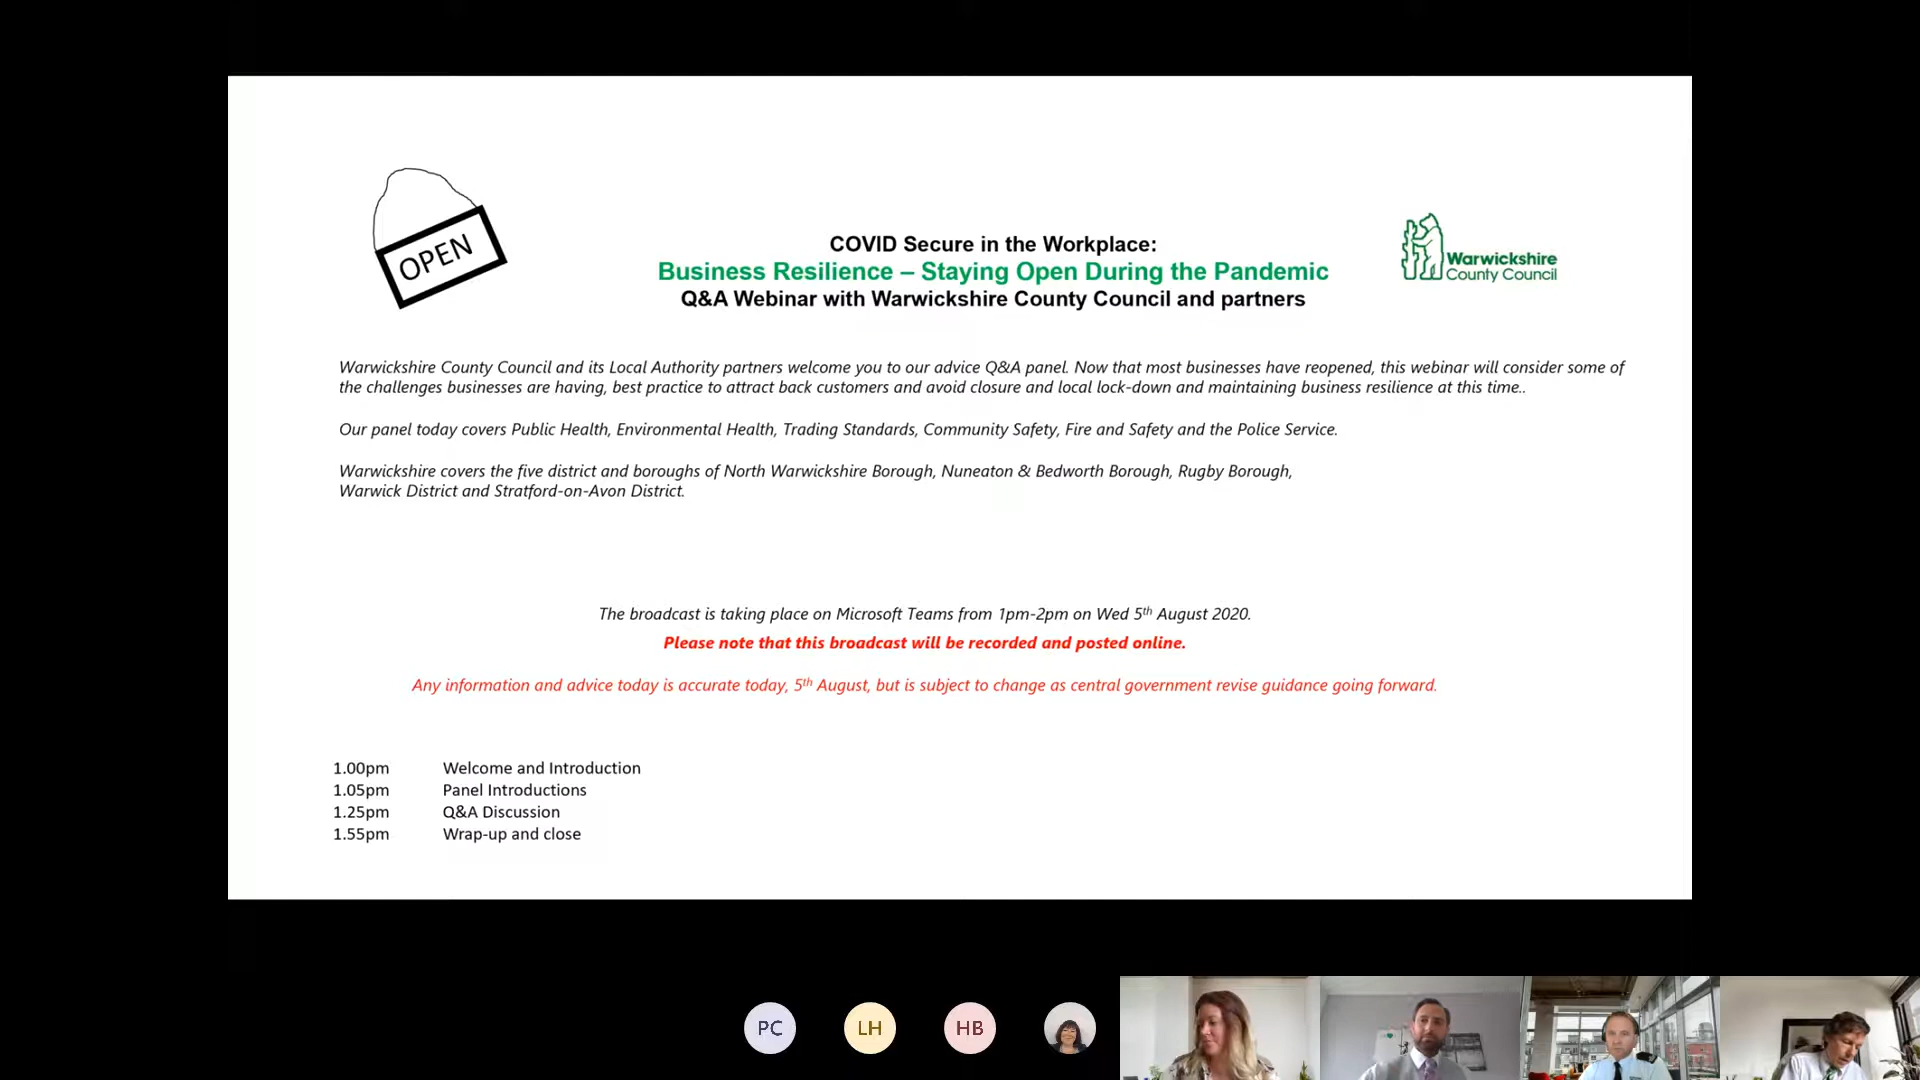 OPEN
COVID Secure in the Workplace:
Business Resilience – Staying Open During the Pandemic
Q&A Webinar with Warwickshire County Council and partners
Warwickshire
County Council
Warwickshire County Council and its Local Authority partners welcome you to our advice Q&A panel. Now that most businesses have reopened, this webinar will consider some of
the challenges businesses are having, best practice to attract back customers and avoid closure and local lock-down and maintaining business resilience at this time..
Our panel today covers Public Health, Environmental Health, Trading Standards, Community Safety, Fire and Safety and the Police Service.
Warwickshire covers the five district and boroughs of North Warwickshire Borough, Nuneaton & Bedworth Borough, Rugby Borough,
Warwick District and Stratford-on-Avon District.
The broadcast is taking place on Microsoft Teams from 1pm-2pm on Wed 5th August 2020.
Please note that this broadcast will be recorded and posted online.
Any information and advice today is accurate today, 5th August, but is subject to change as central government revise guidance going forward.
1.00pm Welcome and Introduction
1.05pm Panel Introductions
1.25pm Q&A Discussion
1.55pm Wrap-up and close
PC LH HB